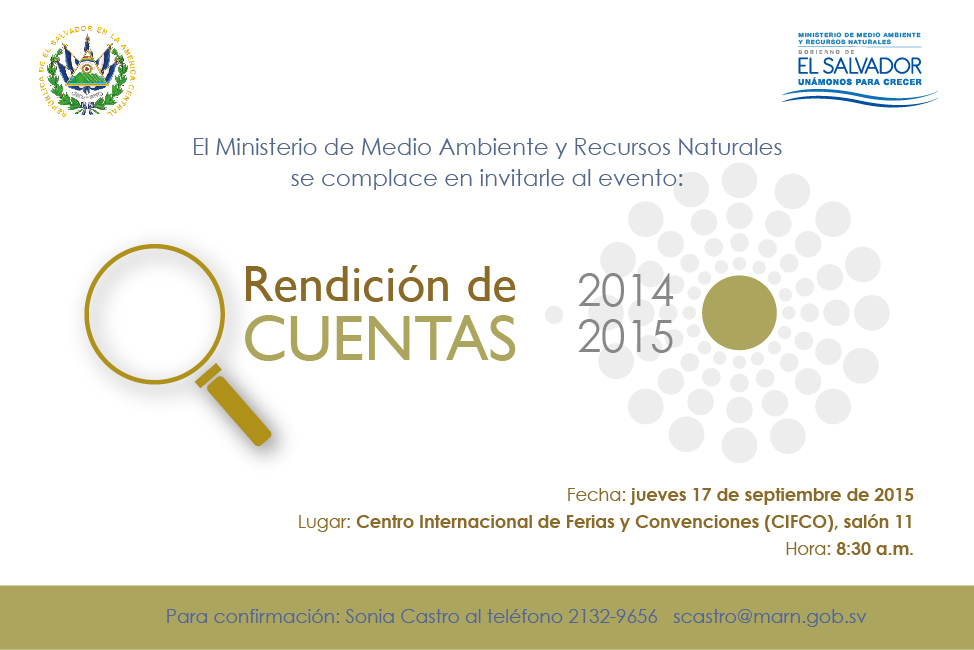 REPÚBLICA DE EL SALVADOR EN LA AMÉRICA CENTRAL
MINISTERIO DE MEDIO AMBIENTE
Y RECURSOS NATURALES
GOBIERNO DE
EL SALVADOR
UNÁMONOS PARA CRECER
El Ministerio de Medio Ambiente y Recursos Naturales
se complace en invitarle al evento:
Rendición de
CUENTAS
2014
2015
Fecha: jueves 17 de septiembre de 2015
Lugar: Centro Internacional de Ferias y Convenciones (CIFCO), salón 11
Hora: 8:30 a.m.
Para confirmación: Sonia Castro al teléfono 2132-9656 scastro@marn.gob.sv